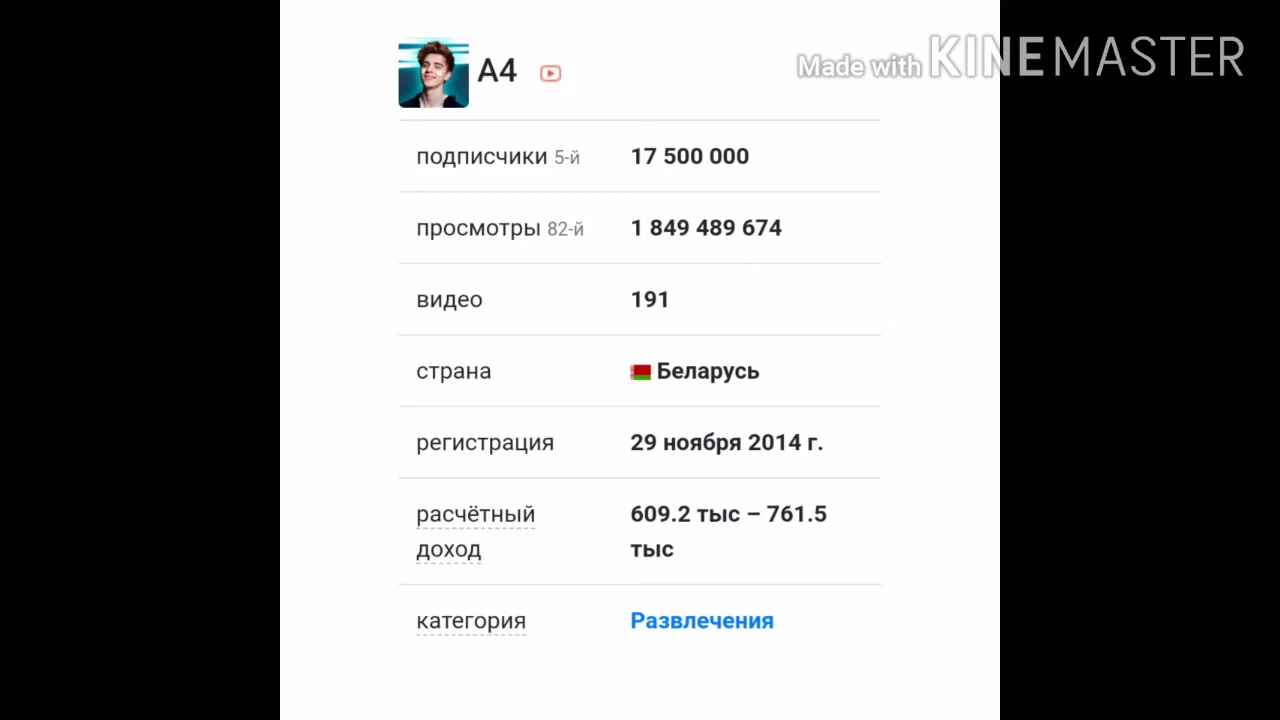 A4
Made with KINEMASTER
подписчики 5-й 17 500 000
просмотры 82-й 1 849 489 674
видео 191
страна Беларусь
регистрация 29 ноября 2014 г.
расчётный 609.2 тыс – 761.5
доход тыс
категория Развлечения